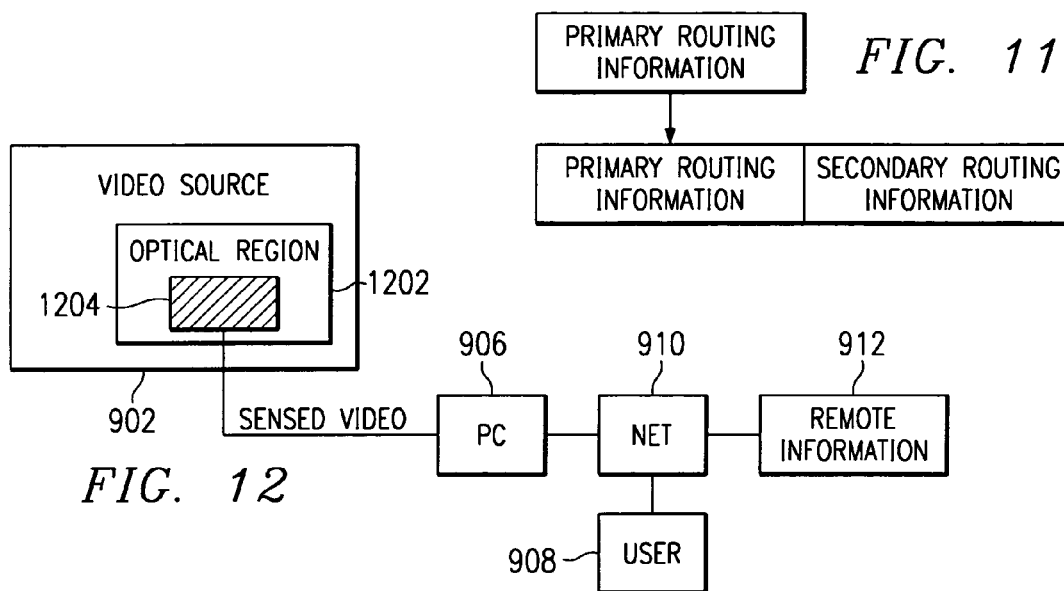 PRIMARY ROUTING
INFORMATION
FIG. 11
PRIMARY ROUTING
INFORMATION
SECONDARY ROUTING
INFORMATION
VIDEO SOURCE
OPTICAL REGION
1204
1202
902
SENSED VIDEO
906
PC
910
NET
912
REMOTE
INFORMATION
908
USER
FIG. 12